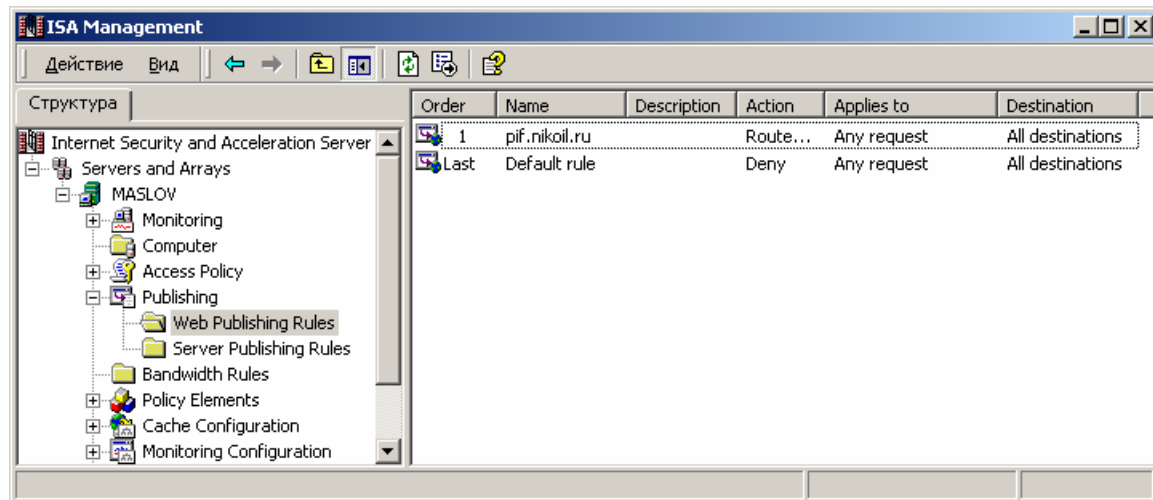 ISA Management
Действие Вид
Структура
Order Name Description Action Applies to Destination
Internet Security and Acceleration Server
1 pif.nikoil.ru Route... Any request All destinations
Servers and Arrays
Last Default rule Deny Any request All destinations
MASLOV
Monitoring
Computer
Access Policy
Publishing
Web Publishing Rules
Server Publishing Rules
Bandwidth Rules
Policy Elements
Cache Configuration
Monitoring Configuration